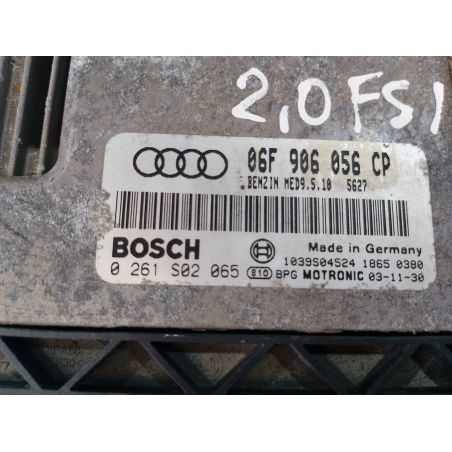 2,0 FSI
06F 906 056 CP
BENZIN MED9.5.10 5627
BOSCH
Made in Germany
1039S04524 1865 0380
0 261 S02 065 810 BPG MOTRONIC 03-11-30